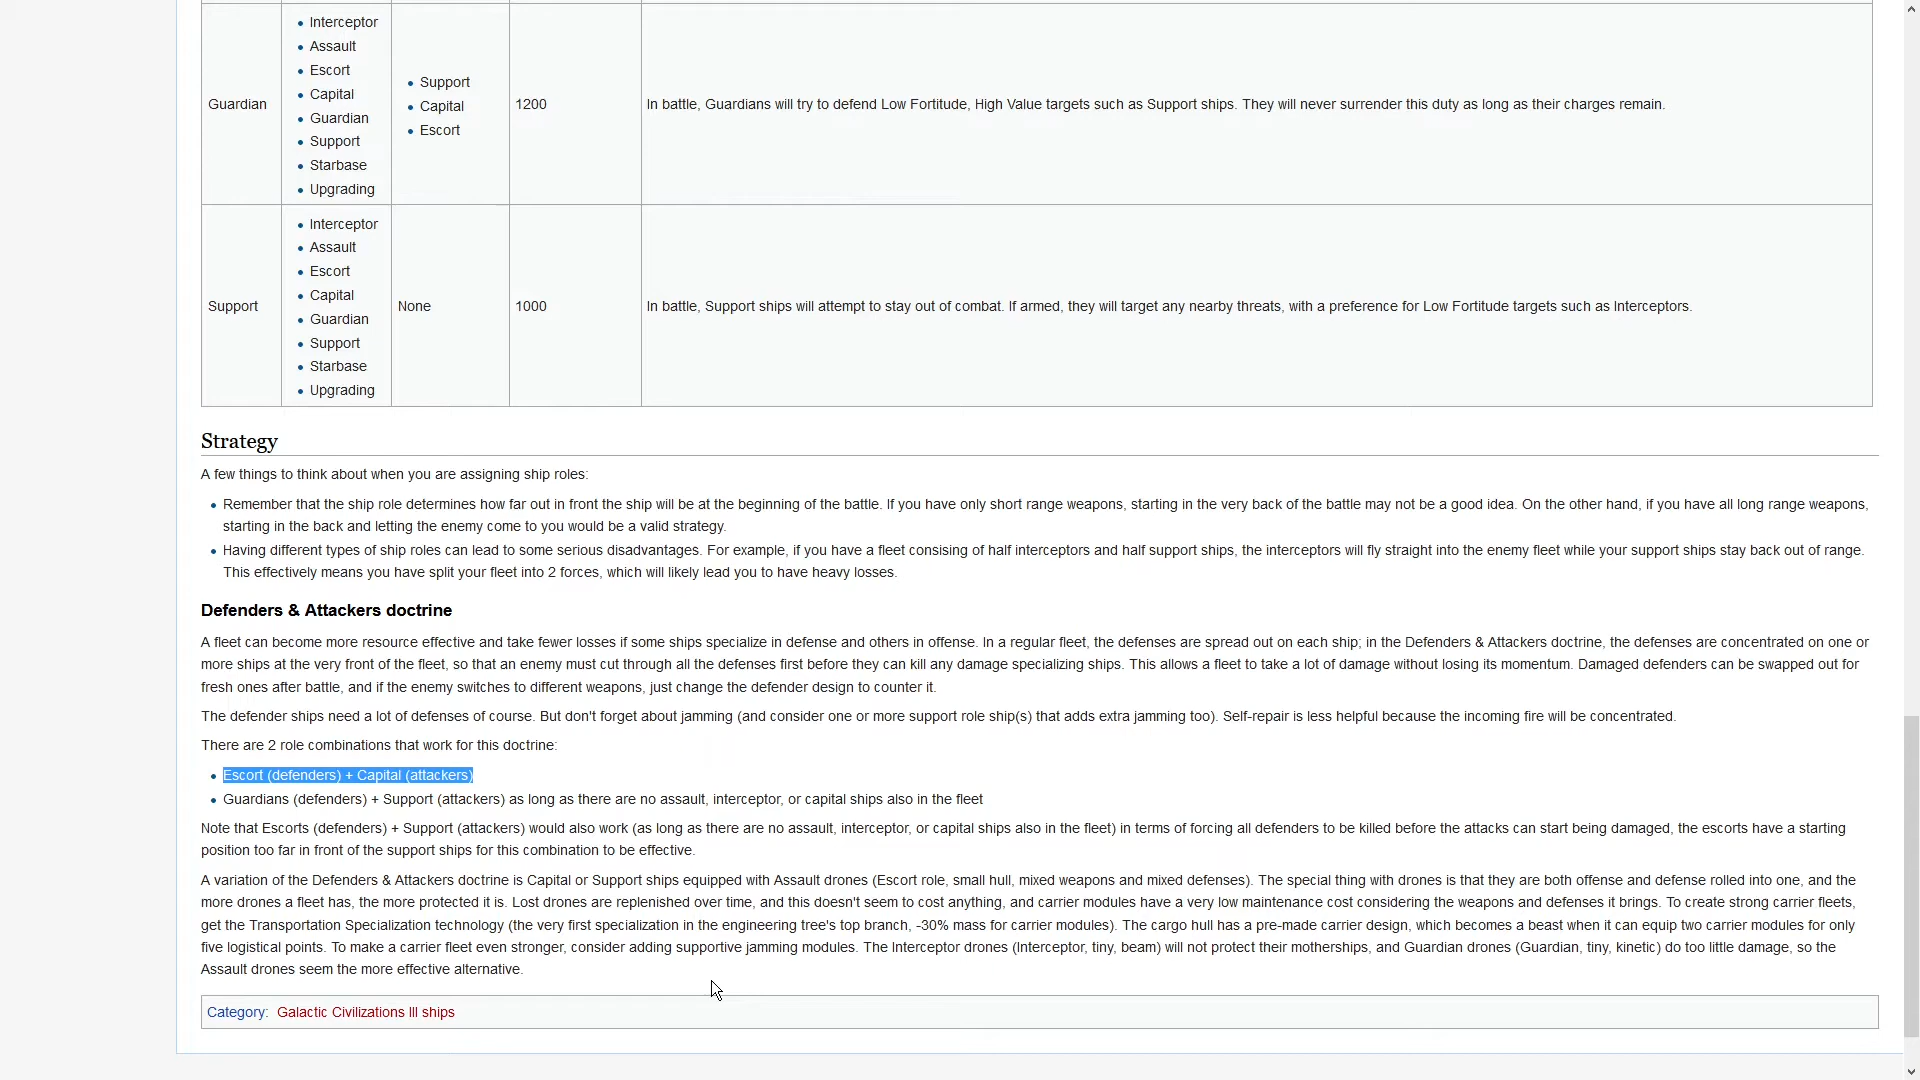 Guardian
Interceptor
Assault
Escort
Capital
Guardian
Support
Starbase
Upgrading
Support
Capital
Escort
1200
In battle, Guardians will try to defend Low Fortitude, High Value targets such as Support ships. They will never surrender this duty as long as their charges remain.
Support
Interceptor
Assault
Escort
Capital
Guardian
Support
Starbase
Upgrading
None
1000
In battle, Support ships will attempt to stay out of combat. If armed, they will target any nearby threats, with a preference for Low Fortitude targets such as Interceptors.
Strategy
A few things to think about when you are assigning ship roles:
Remember that the ship role determines how far out in front the ship will be at the beginning of the battle. If you have only short range weapons, starting in the very back of the battle may not be a good idea. On the other hand, if you have all long range weapons,
starting in the back and letting the enemy come to you would be a valid strategy.
Having different types of ship roles can lead to some serious disadvantages. For example, if you have a fleet consising of half interceptors and half support ships, the interceptors will fly straight into the enemy fleet while your support ships stay back out of range.
This effectively means you have split your fleet into 2 forces, which will likely lead you to have heavy losses.
Defenders & Attackers doctrine
A fleet can become more resource effective and take fewer losses if some ships specialize in defense and others in offense. In a regular fleet, the defenses are spread out on each ship; in the Defenders & Attackers doctrine, the defenses are concentrated on one or
more ships at the very front of the fleet, so that an enemy must cut through all the defenses first before they can kill any damage specializing ships. This allows a fleet to take a lot of damage without losing its momentum. Damaged defenders can be swapped out for
fresh ones after battle, and if the enemy switches to different weapons, just change the defender design to counter it.
The defender ships need a lot of defenses of course. But don't forget about jamming (and consider one or more support role ship(s) that adds extra jamming too). Self-repair is less helpful because the incoming fire will be concentrated.
There are 2 role combinations that work for this doctrine:
Escort (defenders) + Capital (attackers)
Guardians (defenders) + Support (attackers) as long as there are no assault, interceptor, or capital ships also in the fleet
Note that Escorts (defenders) + Support (attackers) would also work (as long as there are no assault, interceptor, or capital ships also in the fleet) in terms of forcing all defenders to be killed before the attacks can start being damaged, the escorts have a starting
position too far in front of the support ships for this combination to be effective.
A variation of the Defenders & Attackers doctrine is Capital or Support ships equipped with Assault drones (Escort role, small hull, mixed weapons and mixed defenses). The special thing with drones is that they are both offense and defense rolled into one, and the
more drones a fleet has, the more protected it is. Lost drones are replenished over time, and this doesn't seem to cost anything, and carrier modules have a very low maintenance cost considering the weapons and defenses it brings. To create strong carrier fleets,
get the Transportation Specialization technology (the very first specialization in the engineering tree's top branch, -30% mass for carrier modules). The cargo hull has a pre-made carrier design, which becomes a beast when it can equip two carrier modules for only
five logistical points. To make a carrier fleet even stronger, consider adding supportive jamming modules. The Interceptor drones (Interceptor, tiny, beam) will not protect their motherships, and Guardian drones (Guardian, tiny, kinetic) do too little damage, so the
Assault drones seem the more effective alternative.
Category: Galactic Civilizations III ships